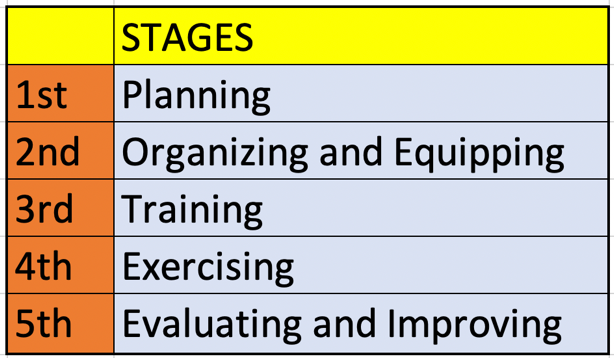 STAGES
1st Planning
2nd Organizing and Equipping
3rd Training
4th Exercising
5th Evaluating and Improving